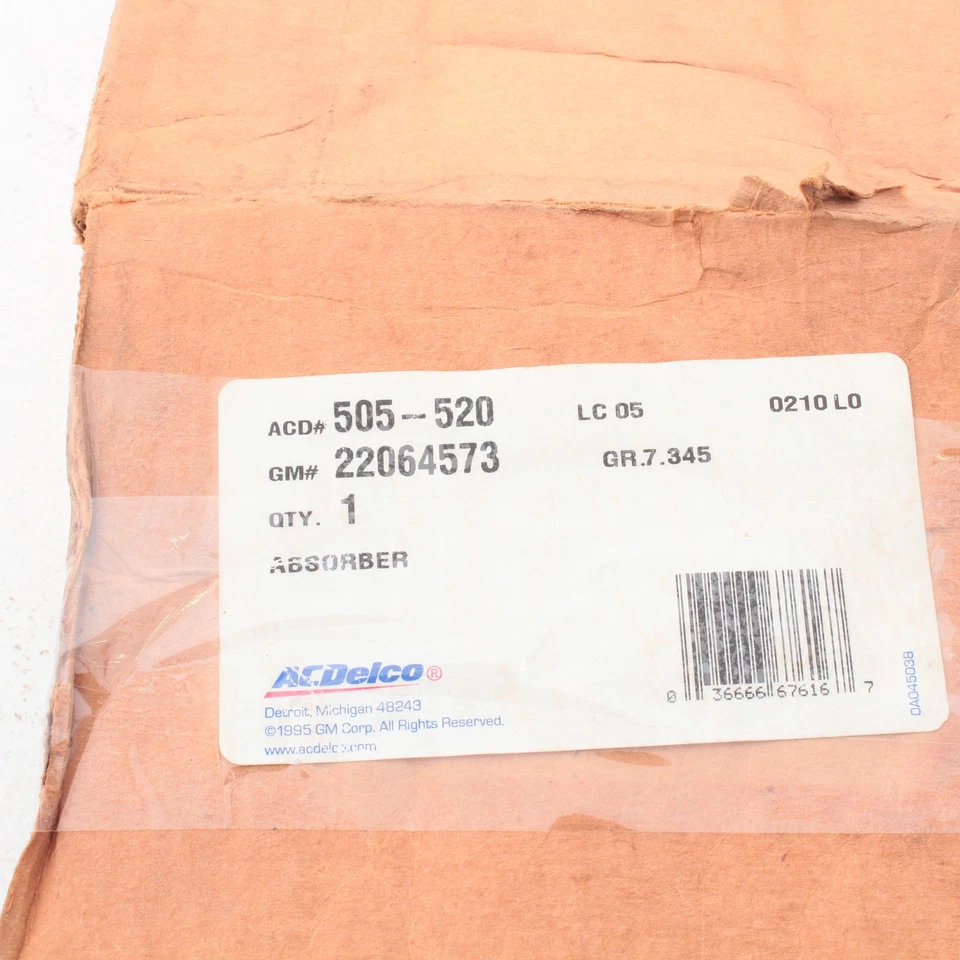 ACD# 505-520 LC 05 0210 L0
GM# 22064573 GR.7.345
QTY. 1
ABSORBER
ACDelco®
Detroit, Michigan 48243
©1995 GM Corp. All Rights Reserved.
www.acdelco.com
0 36666 67616 7
0A04503B